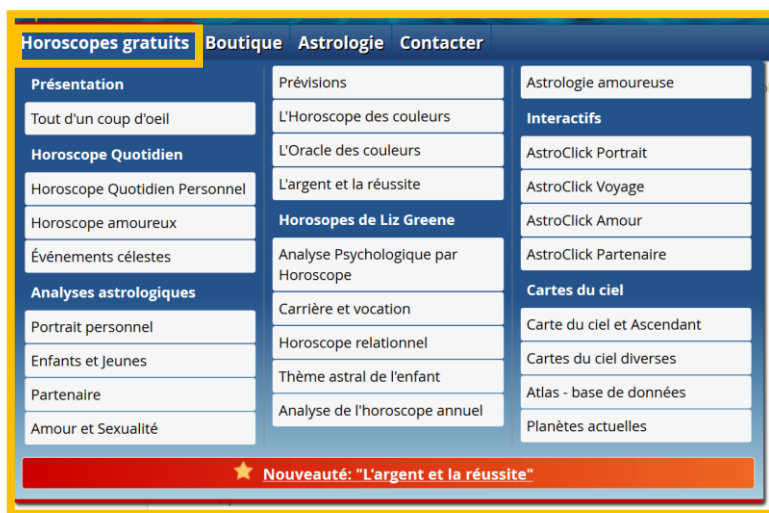 Horoscopes gratuits Boutique Astrologie Contacter
Présentation
Tout d'un coup d'oeil
Horoscope Quotidien
Horoscope Quotidien Personnel
Horoscope amoureux
Événements célestes
Analyses astrologiques
Portrait personnel
Enfants et Jeunes
Partenaire
Amour et Sexualité
Prévisions
L'Horoscope des couleurs
L'Oracle des couleurs
L'argent et la réussite
Horosopes de Liz Greene
Analyse Psychologique par
Horoscope
Carrière et vocation
Horoscope relationnel
Thème astral de l'enfant
Analyse de l'horoscope annuel
Astrologie amoureuse
Interactifs
AstroClick Portrait
AstroClick Voyage
AstroClick Amour
AstroClick Partenaire
Cartes du ciel
Carte du ciel et Ascendant
Cartes du ciel diverses
Atlas - base de données
Planètes actuelles
Nouveauté: "L'argent et la réussite"